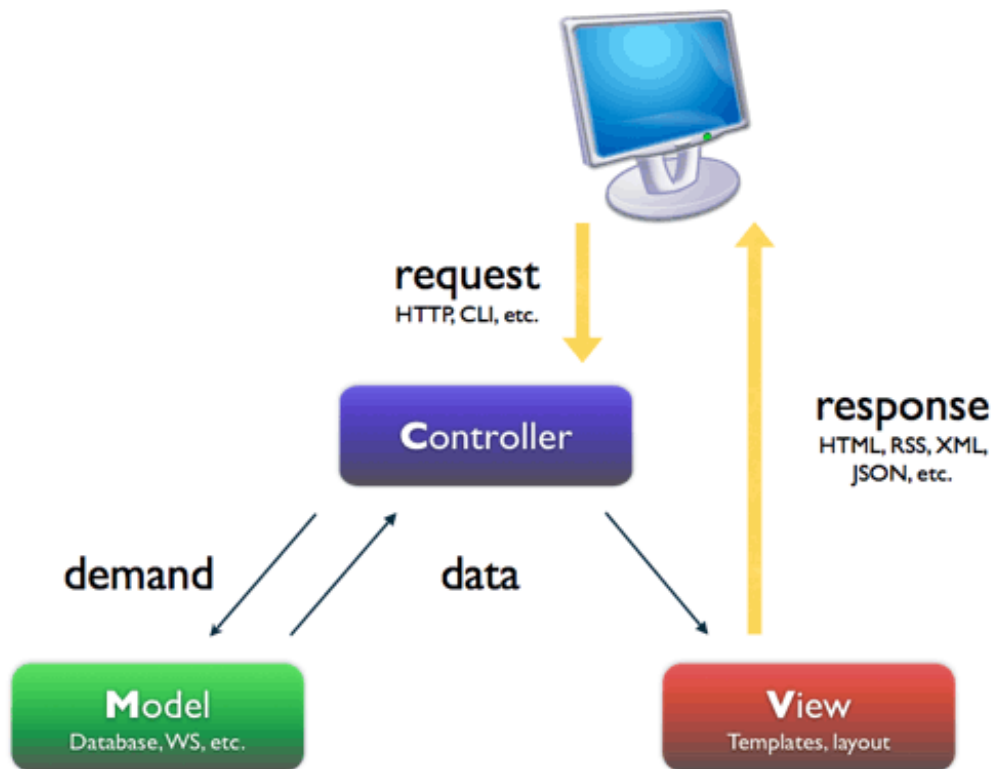 request
HTTP, CLI, etc.
Controller
response
HTML, RSS, XML,
JSON, etc.
demand
data
Model
Database, WS, etc.
View
Templates, layout